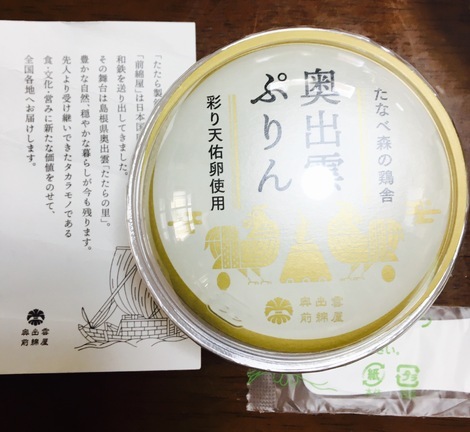 「たたら製
「前綿屋」は日本国
和鉄を送り出してきました。
その舞台は島根県奥出雲「たたらの里」。
豊かな自然、穏やかな暮らしが今も残ります。
先人より受け継いできたタカラモノである
食・文化・営みに新たな価値をのせて、
全国各地へお届けします。
奥出雲
前綿屋
たなべ森の鶏舎
奥出雲
ぷりん
彩り天佑卵使用
奥出雲
前綿屋
さい。
紙
プラ